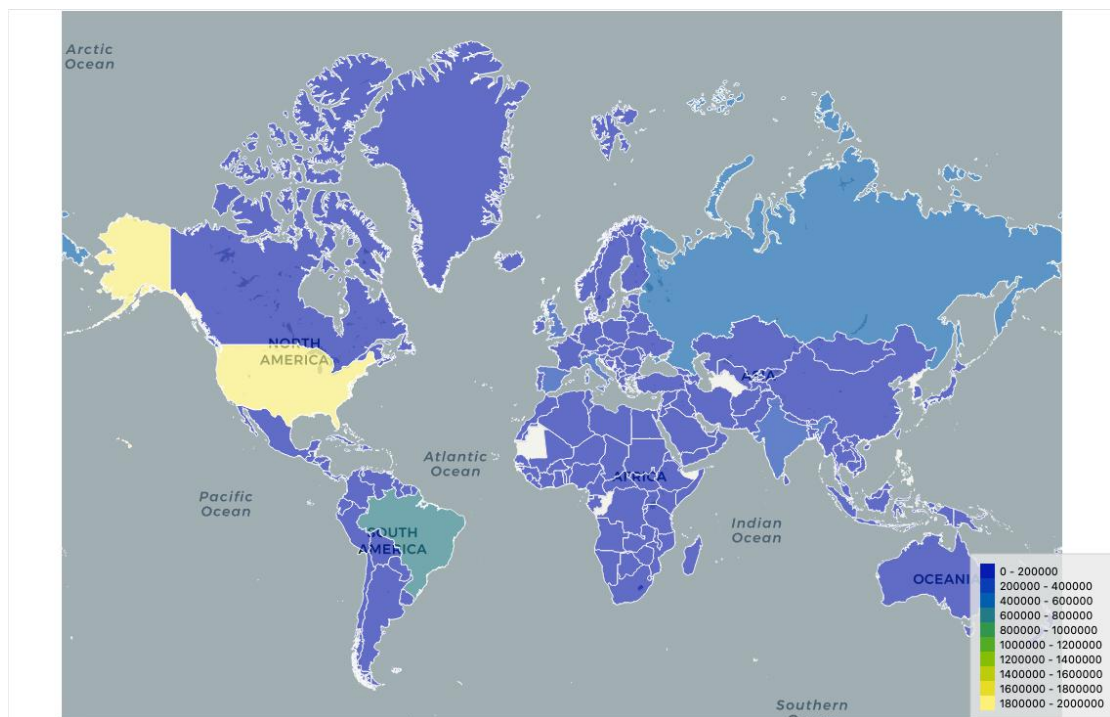 Arctic
Ocean
NORTH
AMERICA
ASIA
Atlantic
Ocean
AFRICA
Pacific
Ocean
SOUTH
AMERICA
Indian
Ocean
OCEANIA
0 - 200000
200000 - 400000
400000 - 600000
600000 - 800000
800000 - 1000000
1000000 - 1200000
1200000 - 1400000
1400000 - 1600000
1600000 - 1800000
1800000 - 2000000
Southern